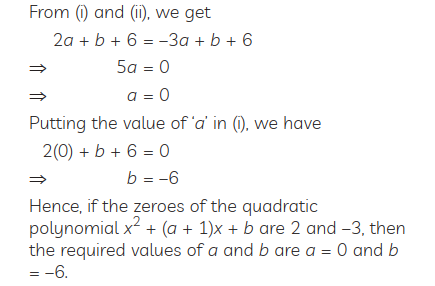 From (i) and (ii), we get
2a + b + 6 = –3a + b + 6
⇒ 5a = 0
⇒ a = 0
Putting the value of ‘a’ in (i), we have
2(0) + b + 6 = 0
⇒ b = –6
Hence, if the zeroes of the quadratic
polynomial x² + (a + 1)x + b are 2 and –3, then
the required values of a and b are a = 0 and b
= –6.